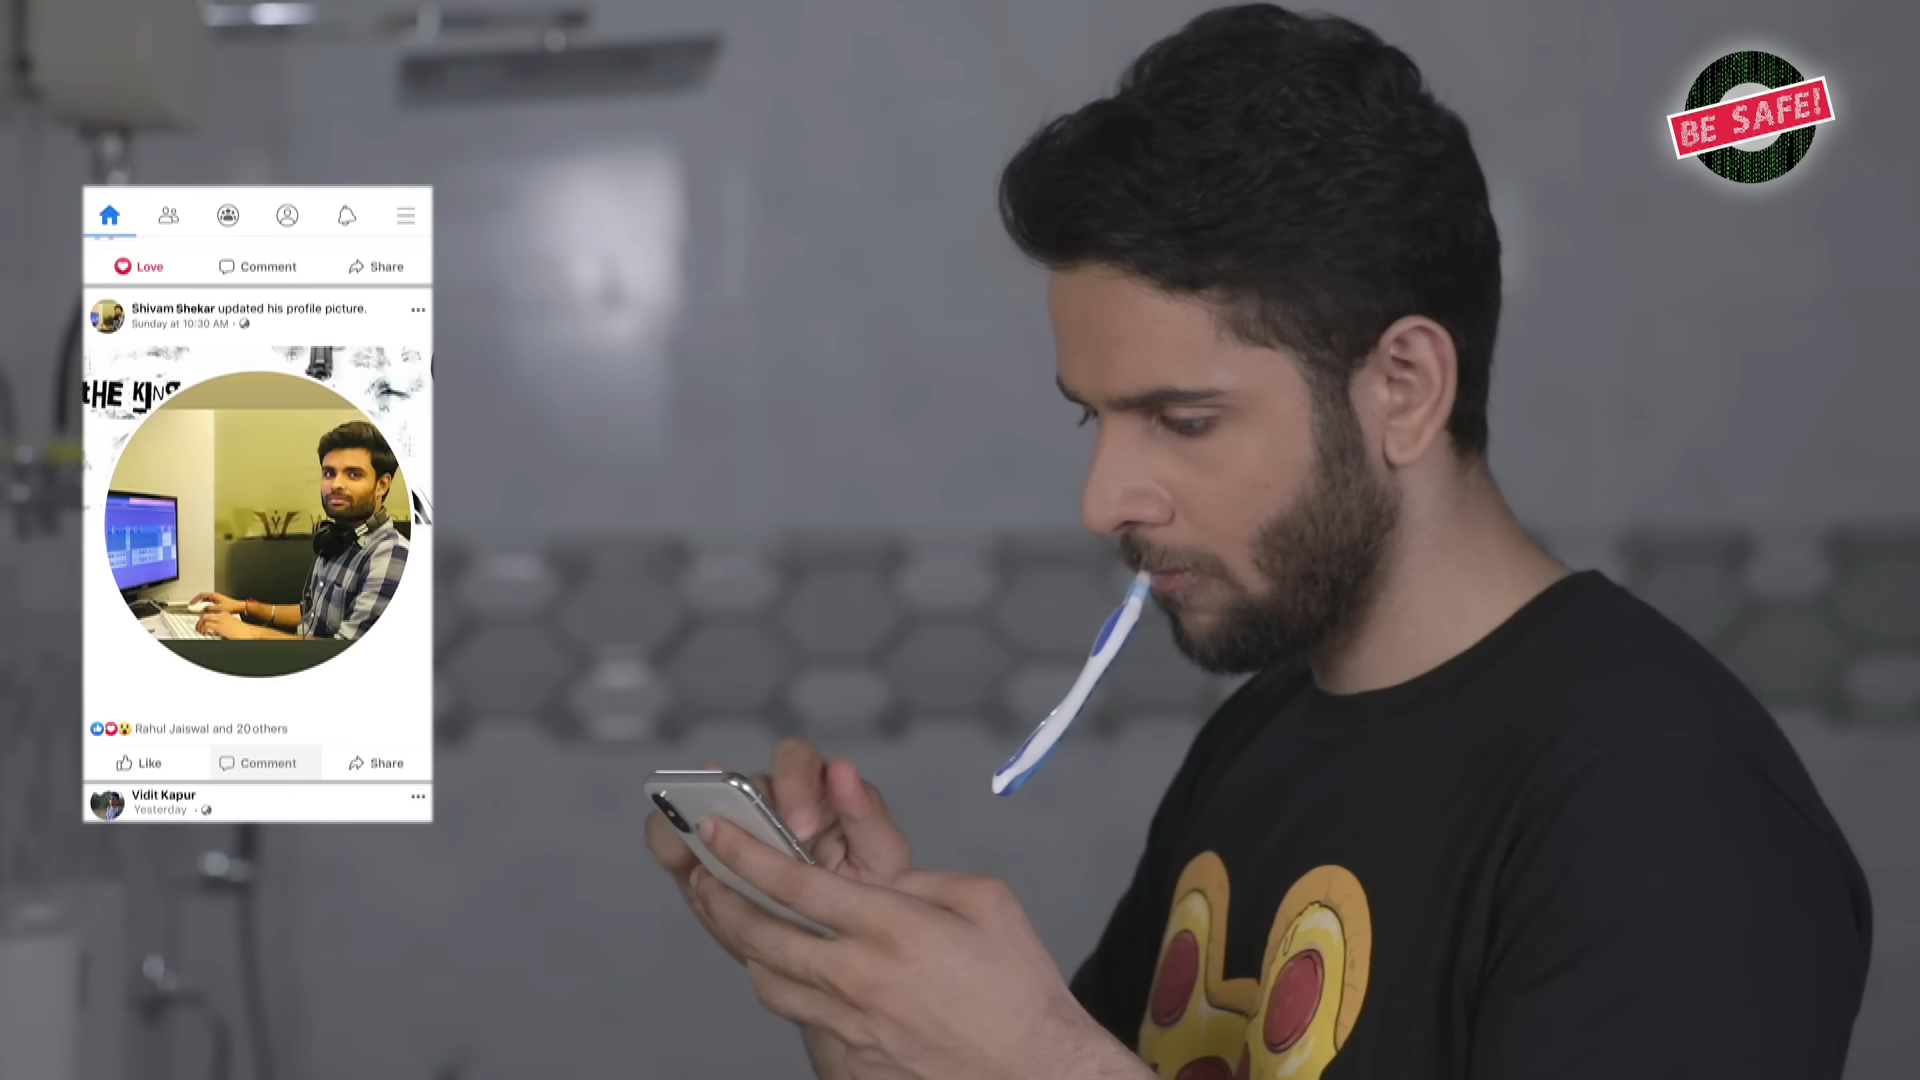 Love
Comment
Share
Shivam Shekar updated his profile picture.
Sunday at 10:30 AM
tHE KING
Rahul Jaiswal and 20 others
Like
Comment
Share
Vidit Kapur
Yesterday
BE SAFE!